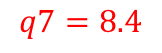 q7 = 8.4